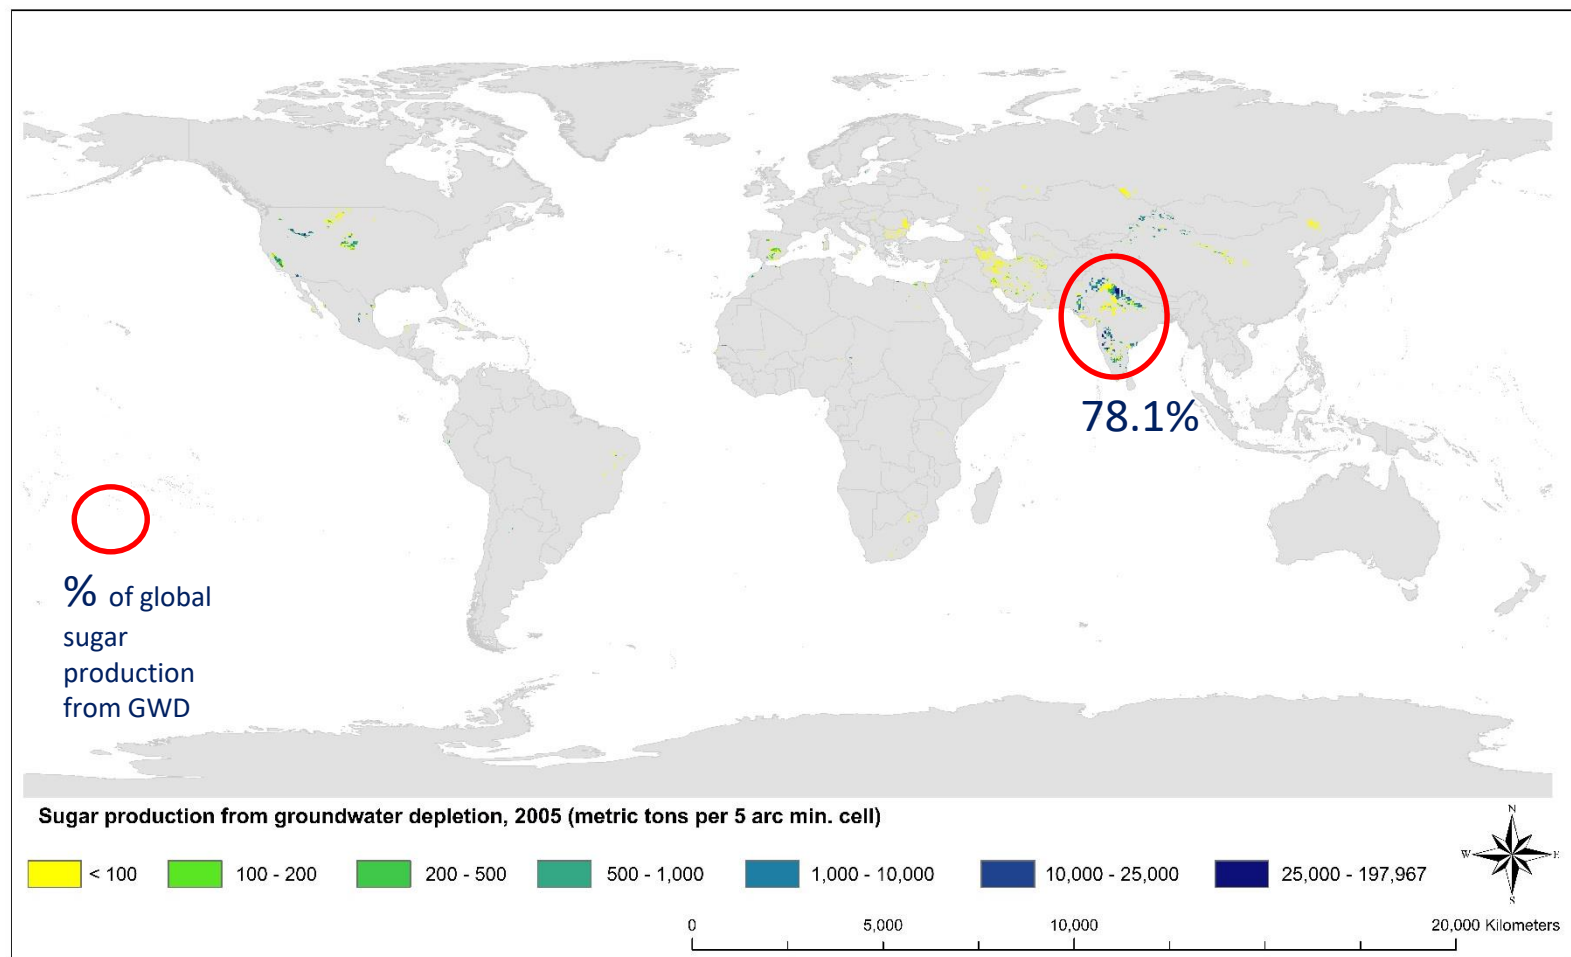 78.1%
% of global
sugar
production
from GWD
Sugar production from groundwater depletion, 2005 (metric tons per 5 arc min. cell)
< 100
100 - 200
200 - 500
500 - 1,000
1,000 - 10,000
10,000 - 25,000
25,000 - 197,967
N
W
E
S
0
5,000
10,000
20,000 Kilometers